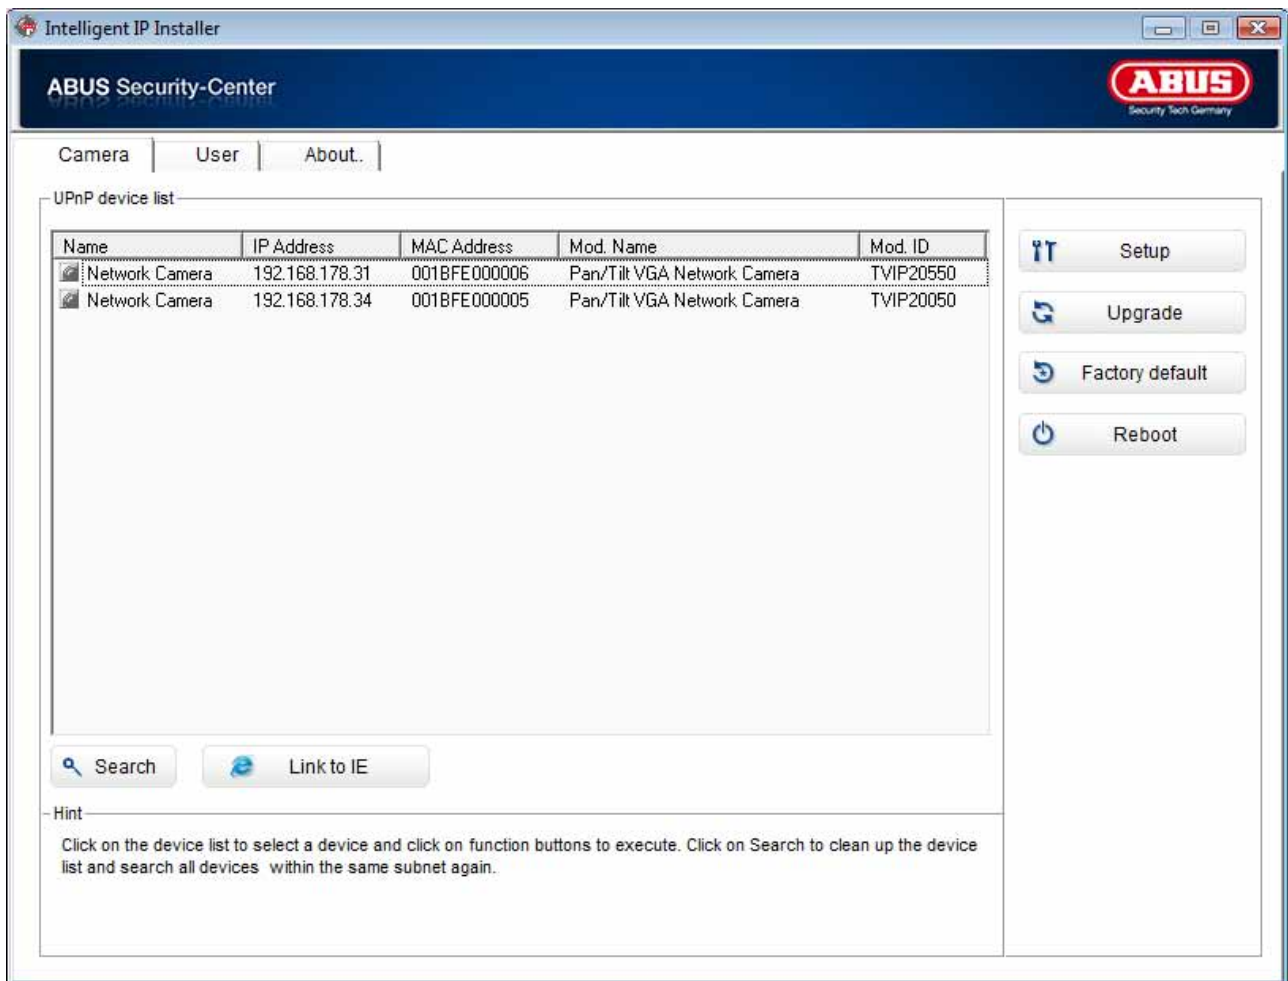 Intelligent IP Installer
ABUS Security-Center
ABUS
Security Tech Germany
Camera User About..
UPnP device list
Name IP Address MAC Address Mod. Name Mod. ID
Network Camera 192.168.178.31 001BFE000006 Pan/Tilt VGA Network Camera TVIP20550
Network Camera 192.168.178.34 001BFE000005 Pan/Tilt VGA Network Camera TVIP20050
Setup
Upgrade
Factory default
Reboot
Search Link to IE
Hint
Click on the device list to select a device and click on function buttons to execute. Click on Search to clean up the device
list and search all devices within the same subnet again.